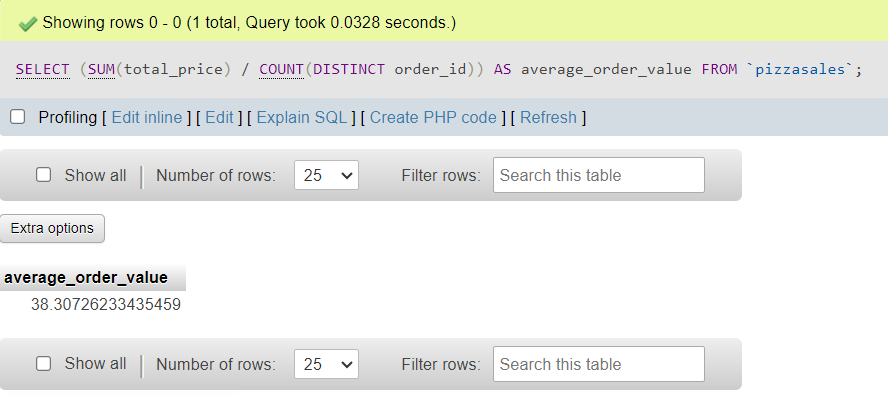 Showing rows 0 - 0 (1 total, Query took 0.0328 seconds.)
SELECT (SUM(total_price) / COUNT(DISTINCT order_id)) AS average_order_value FROM `pizzasales`;
Profiling [ Edit inline ] [ Edit ] [ Explain SQL ] [ Create PHP code ] [ Refresh ]
Show all | Number of rows: 25 Filter rows: Search this table
Extra options
average_order_value
38.30726233435459
Show all | Number of rows: 25 Filter rows: Search this table